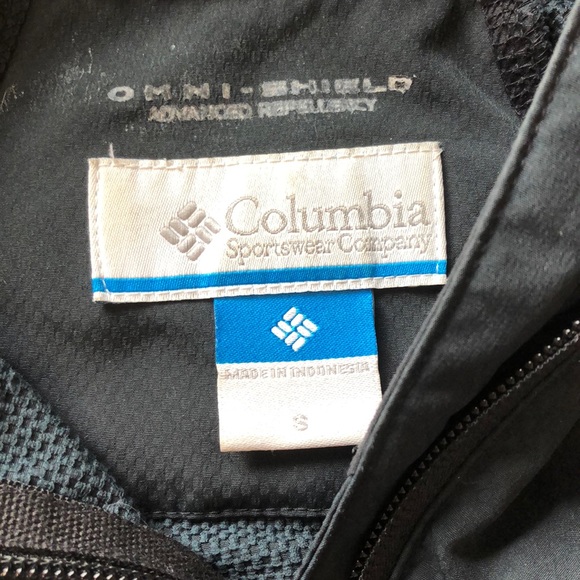 OMNI-SHIELD
ADVANCED REPELLENCY
Columbia
Sportswear Company
MADE IN INDONESIA
S